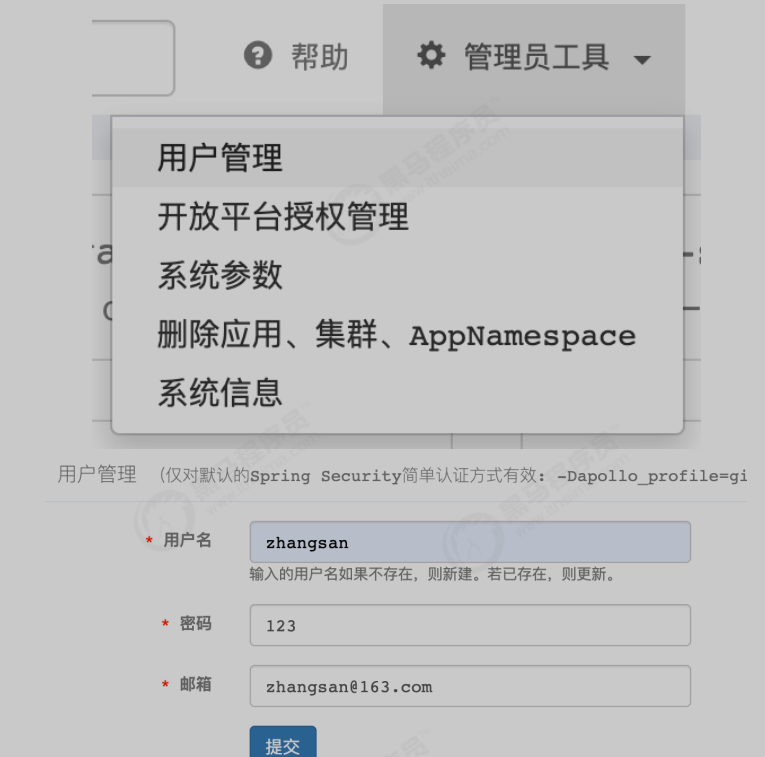 帮助 管理员工具
用户管理
开放平台授权管理
系统参数
删除应用、集群、AppNamespace
系统信息
用户管理 （仅对默认的Spring Security简单认证方式有效: -Dapollo_profile=gi
* 用户名 zhangsan
输入的用户名如果不存在，则新建。若已存在，则更新。
* 密码 123
* 邮箱 zhangsan@163.com
提交